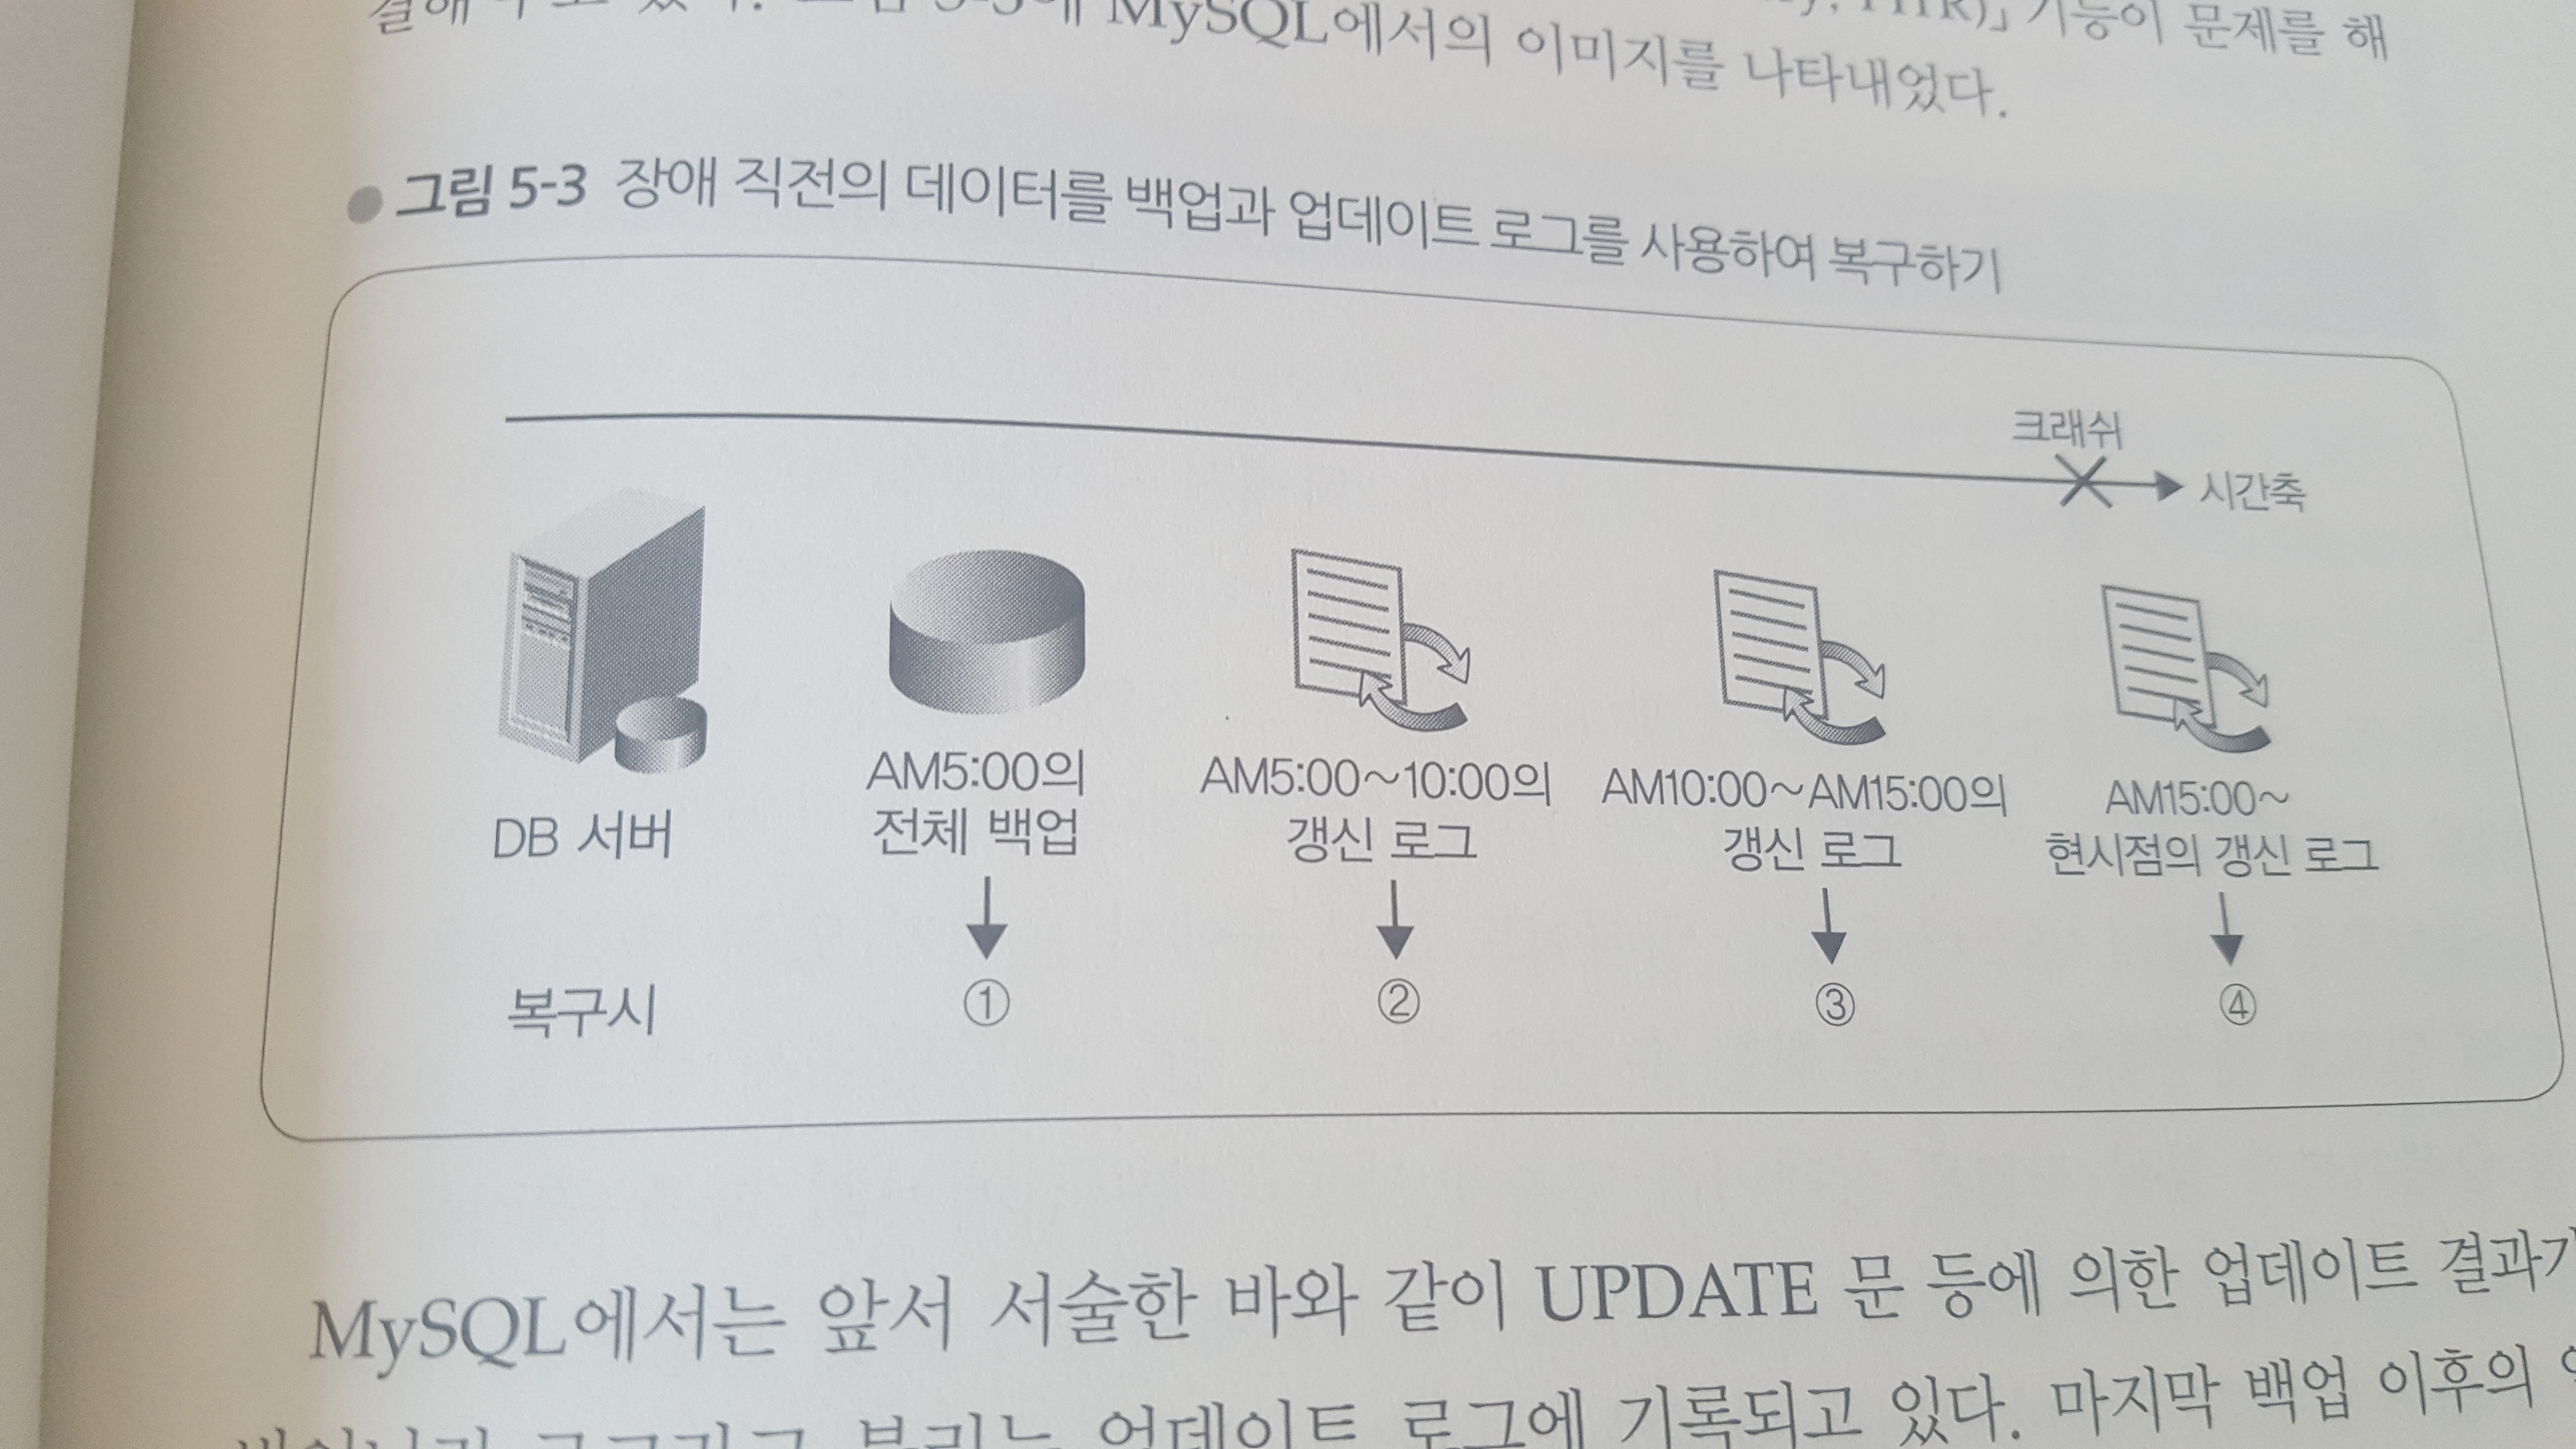 MySQL에서의 이미지를 나타내었다.
기능이 문제를 해
● 그림 5-3 장애 직전의 데이터를 백업과 업데이트 로그를 사용하여 복구하기
크래쉬
시간축
DB 서버
AM5:00의
전체 백업
AM5:00~10:00의
갱신 로그
AM10:00~AM15:00의
갱신 로그
AM15:00~
현시점의 갱신 로그
복구시
①
②
③
④
MySQL에서는 앞서 서술한 바와 같이 UPDATE 문 등에 의한 업데이트 결과가
업데이트 로그에 기록되고 있다. 마지막 백업 이후의